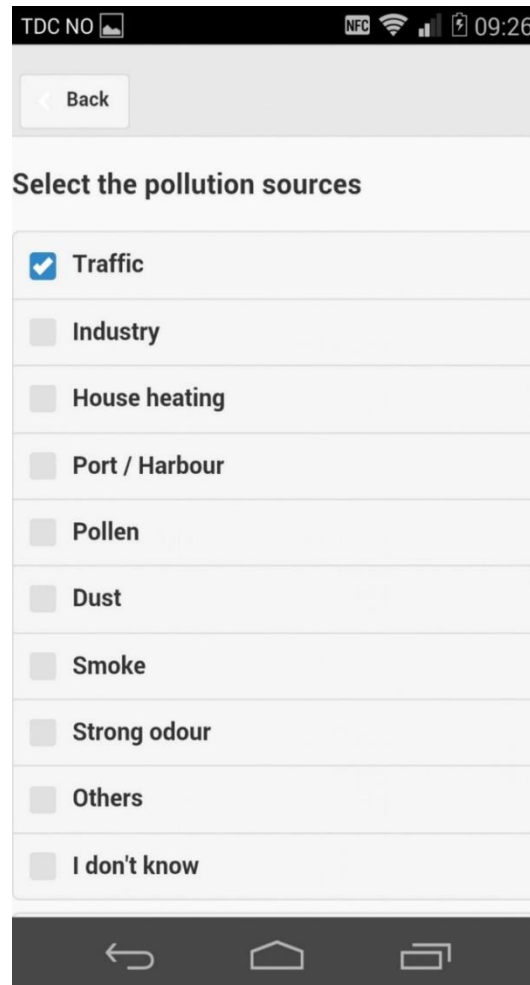 TDC NO NFC 09:26
Back
Select the pollution sources
Traffic
Industry
House heating
Port / Harbour
Pollen
Dust
Smoke
Strong odour
Others
I don't know